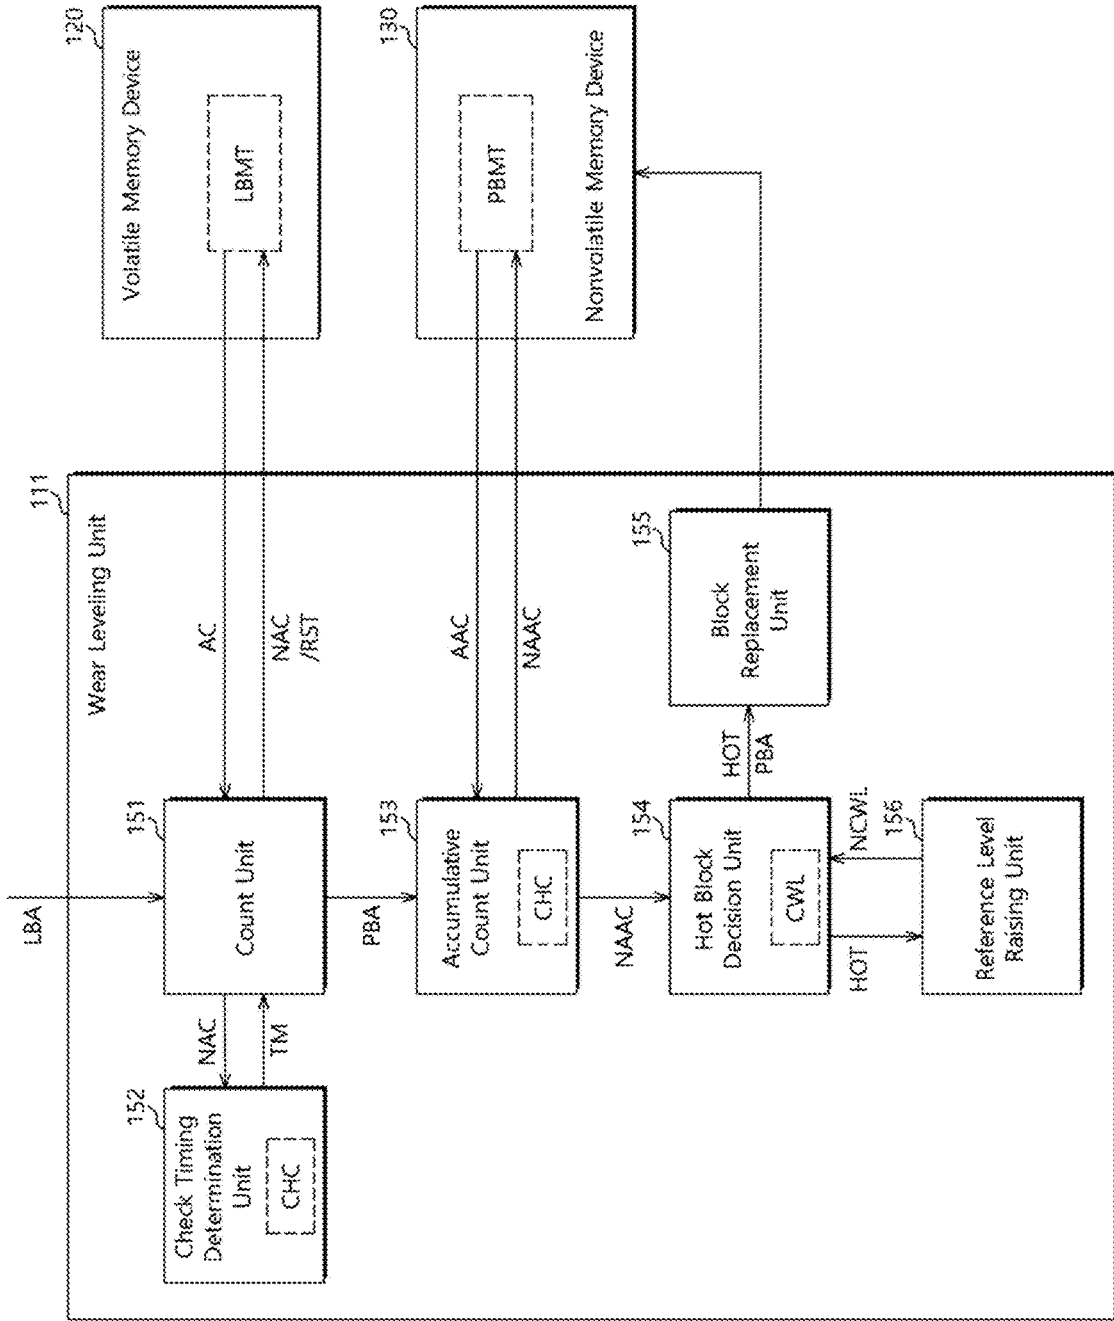 111
Wear Leveling Unit
LBA
152
Check Timing
Determination
Unit
CHC
NAC
TM
151
Count Unit
AC
NAC
/RST
120
Volatile Memory Device
LBMT
PBA
153
Accumulative
Count Unit
CHC
AAC
NAAC
130
PBMT
Nonvolatile Memory Device
NAAC
154
Hot Block
Decision Unit
CWL
HOT
PBA
155
Block
Replacement
Unit
HOT
NCWL
156
Reference Level
Raising Unit